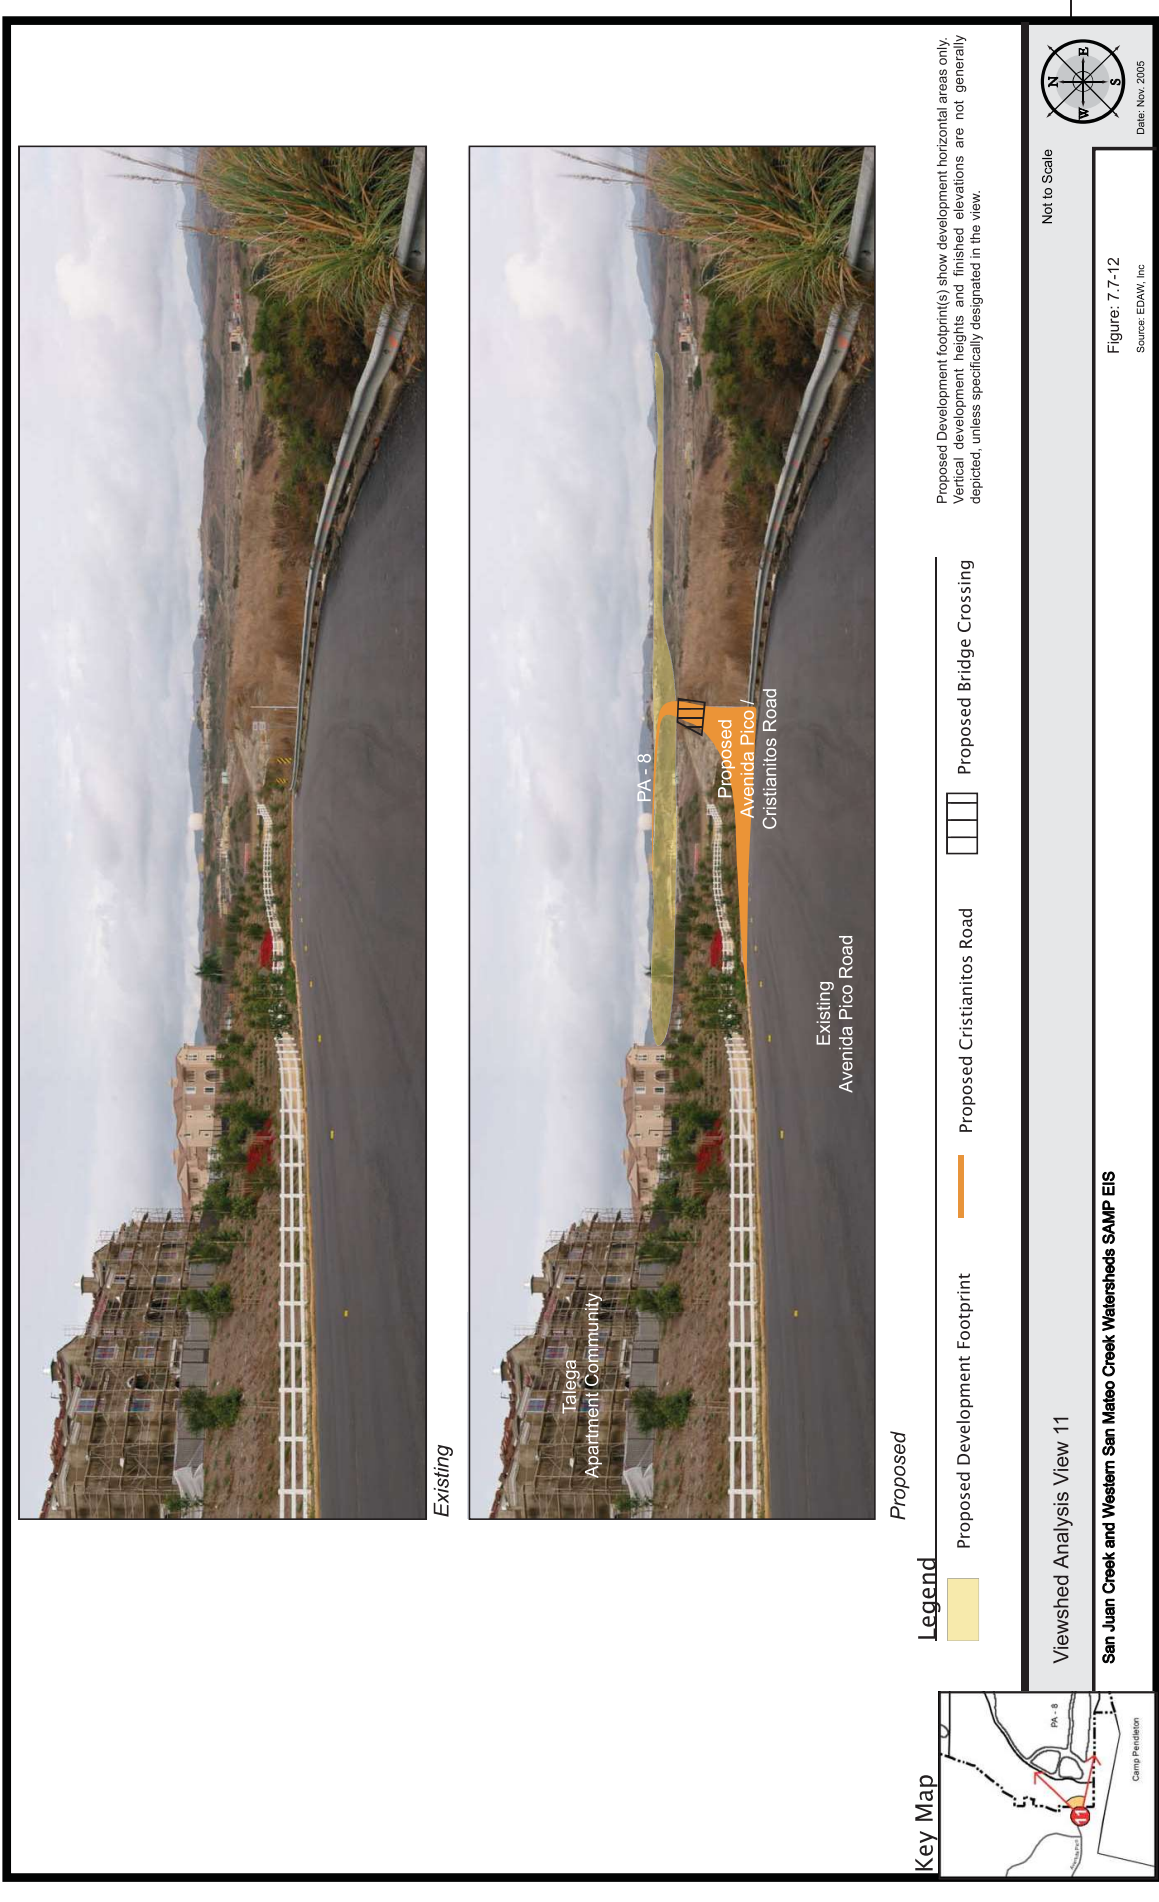 Existing
Talega
Apartment Community
PA - 8
Proposed
Avenida Pico /
Cristianitos Road
Existing
Avenida Pico Road
Proposed
Key Map
11
PA - 8
Camp Pendleton
Legend
Proposed Development Footprint
Proposed Cristianitos Road
Proposed Bridge Crossing
Proposed Development footprint(s) show development horizontal areas only.
Vertical development heights and finished elevations are not generally
depicted, unless specifically designated in the view.
Viewshed Analysis View 11
Not to Scale
N
E
S
W
San Juan Creek and Western San Mateo Creek Watersheds SAMP EIS
Figure: 7.7-12
Source: EDAW, Inc
Date: Nov. 2005